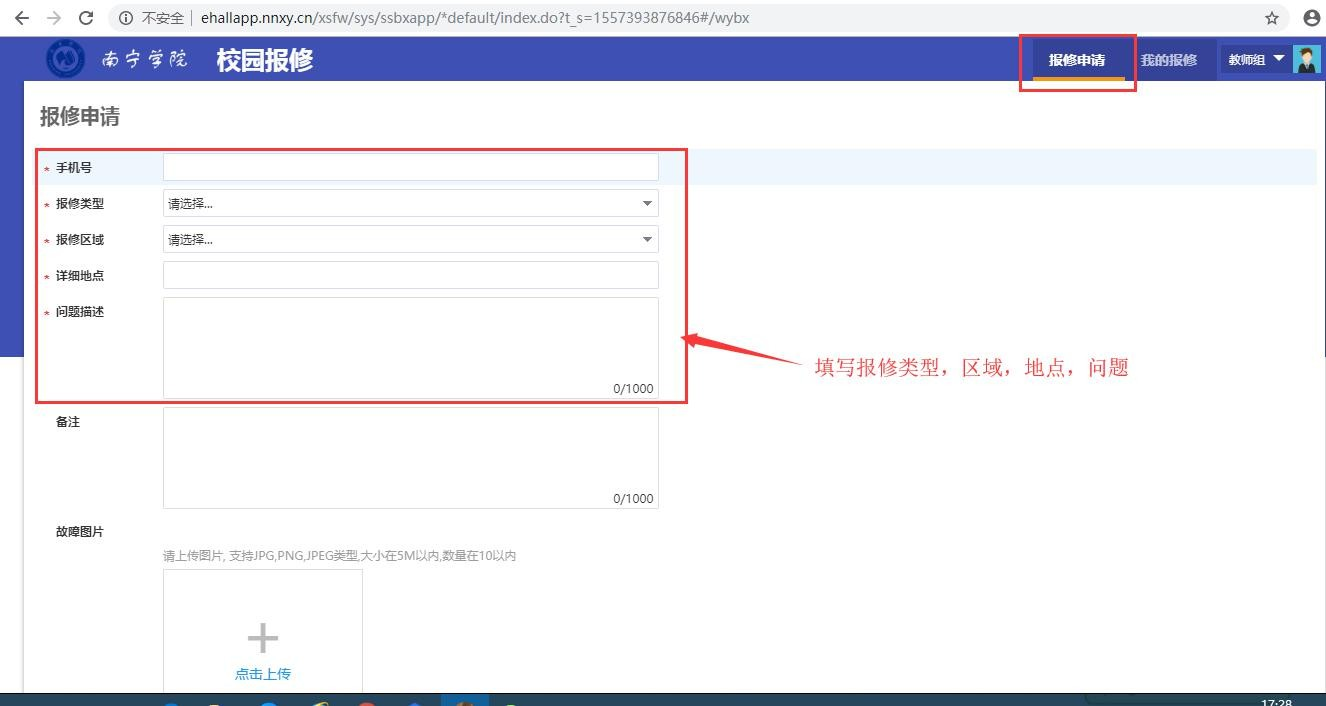 不安全 ehallapp.nnxy.cn/xsfw/sys/ssbxapp/*default/index.do?t_s=1557393876846#/wybx
南宁学院 校园报修 报修申请 我的报修 教师组
报修申请
* 手机号
* 报修类型 请选择...
* 报修区域 请选择...
* 详细地点
* 问题描述
填写报修类型，区域，地点，问题
0/1000
备注
0/1000
故障图片
请上传图片, 支持JPG,PNG,JPEG类型,大小在5M以内,数量在10以内
点击上传
17:28